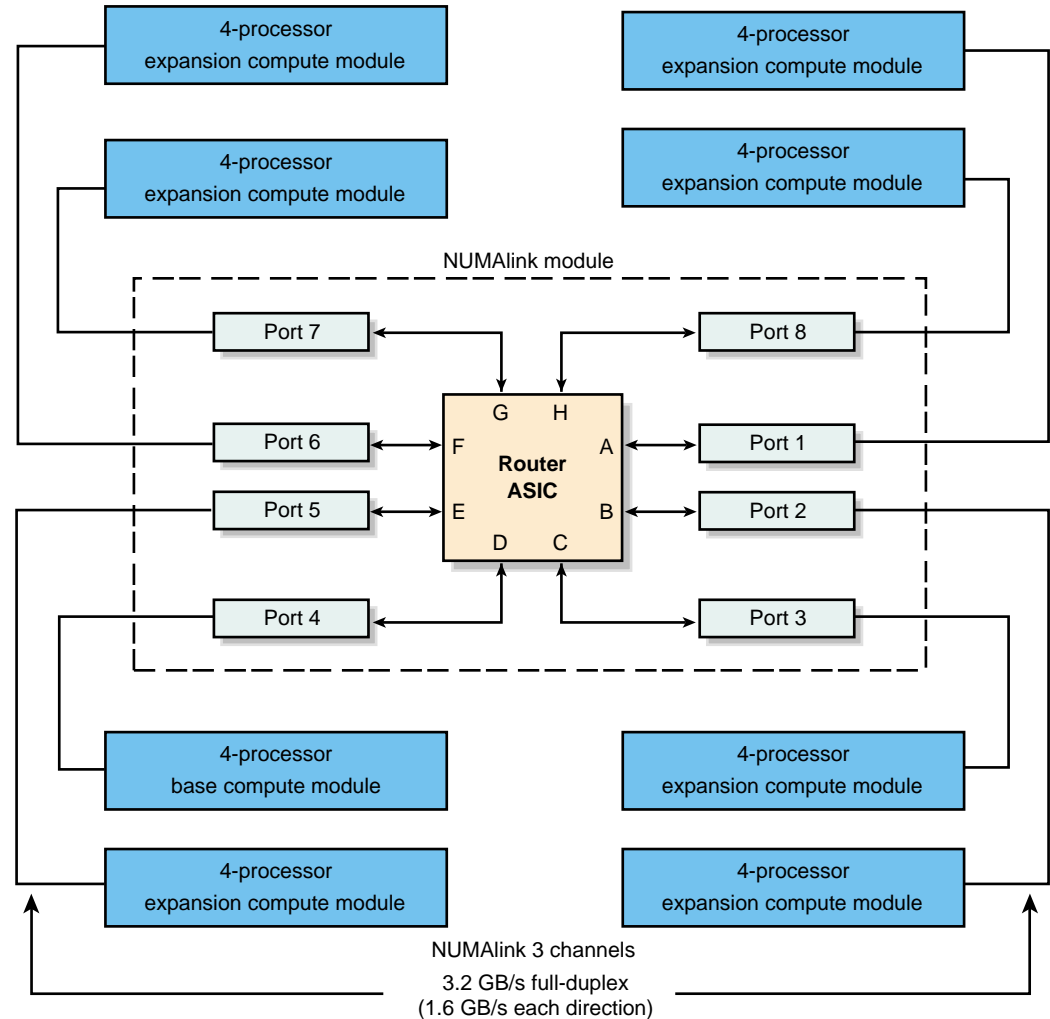 4-processor
expansion compute module
4-processor
expansion compute module
4-processor
expansion compute module
4-processor
expansion compute module
NUMAlink module
Port 7
Port 8
G
H
Port 6
F
A
Port 1
Router
ASIC
Port 5
E
B
Port 2
D
C
Port 4
Port 3
4-processor
base compute module
4-processor
expansion compute module
4-processor
expansion compute module
4-processor
expansion compute module
NUMAlink 3 channels
3.2 GB/s full-duplex
(1.6 GB/s each direction)